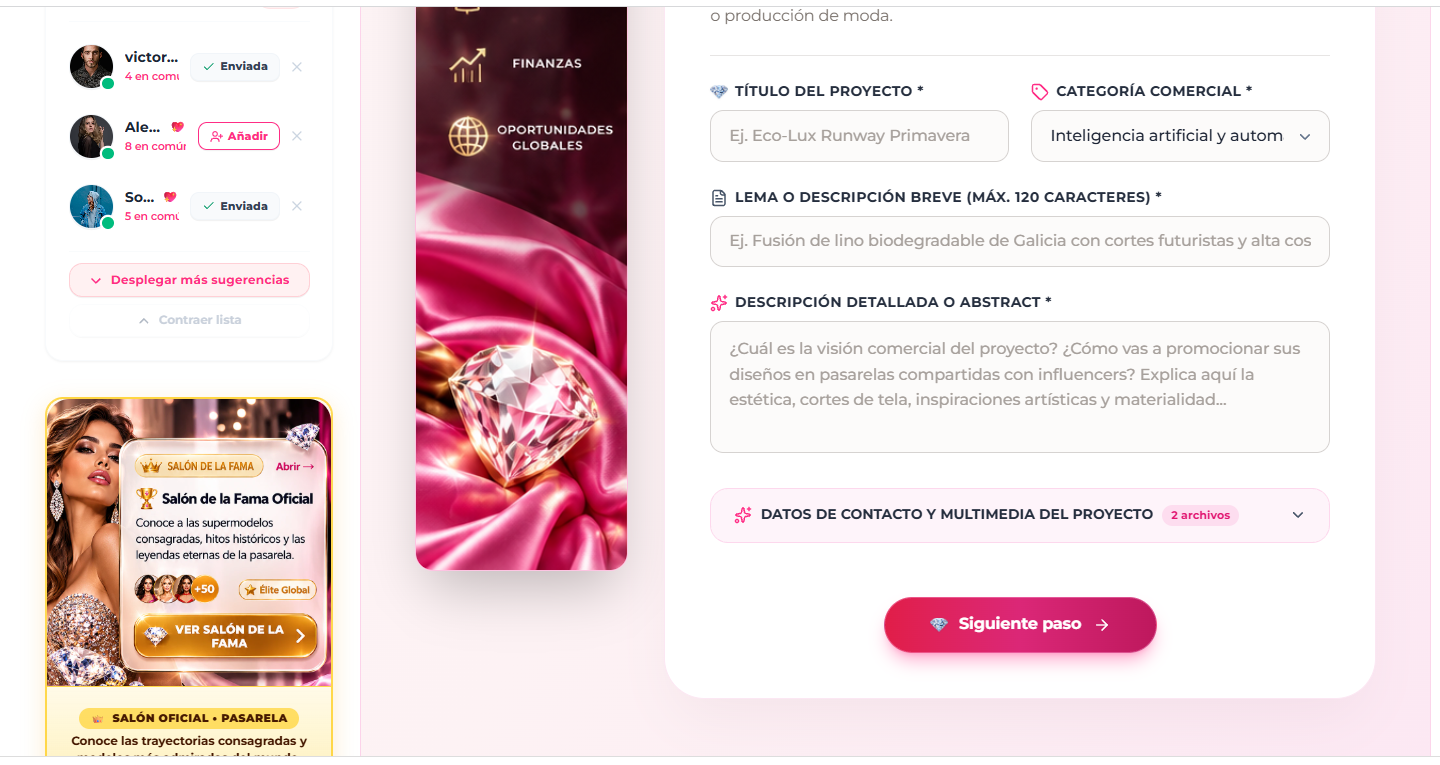 victor...
4 en comú
Enviada
Ale...
8 en común
Añadir
So...
5 en comú
Enviada
Desplegar más sugerencias
Contraer lista
SALÓN DE LA FAMA
Abrir →
Salón de la Fama Oficial
Conoce a las supermodelos
consagradas, hitos históricos y las
leyendas eternas de la pasarela.
+50
Élite Global
VER SALÓN DE LA
FAMA
SALÓN OFICIAL • PASARELA
Conoce las trayectorias consagradas y
FINANZAS
OPORTUNIDADES
GLOBALES
o producción de moda.
TÍTULO DEL PROYECTO *
Ej. Eco-Lux Runway Primavera
CATEGORÍA COMERCIAL *
Inteligencia artificial y autom
LEMA O DESCRIPCIÓN BREVE (MÁX. 120 CARACTERES) *
Ej. Fusión de lino biodegradable de Galicia con cortes futuristas y alta cos
DESCRIPCIÓN DETALLADA O ABSTRACT *
¿Cuál es la visión comercial del proyecto? ¿Cómo vas a promocionar sus
diseños en pasarelas compartidas con influencers? Explica aquí la
estética, cortes de tela, inspiraciones artísticas y materialidad...
DATOS DE CONTACTO Y MULTIMEDIA DEL PROYECTO
2 archivos
Siguiente paso →